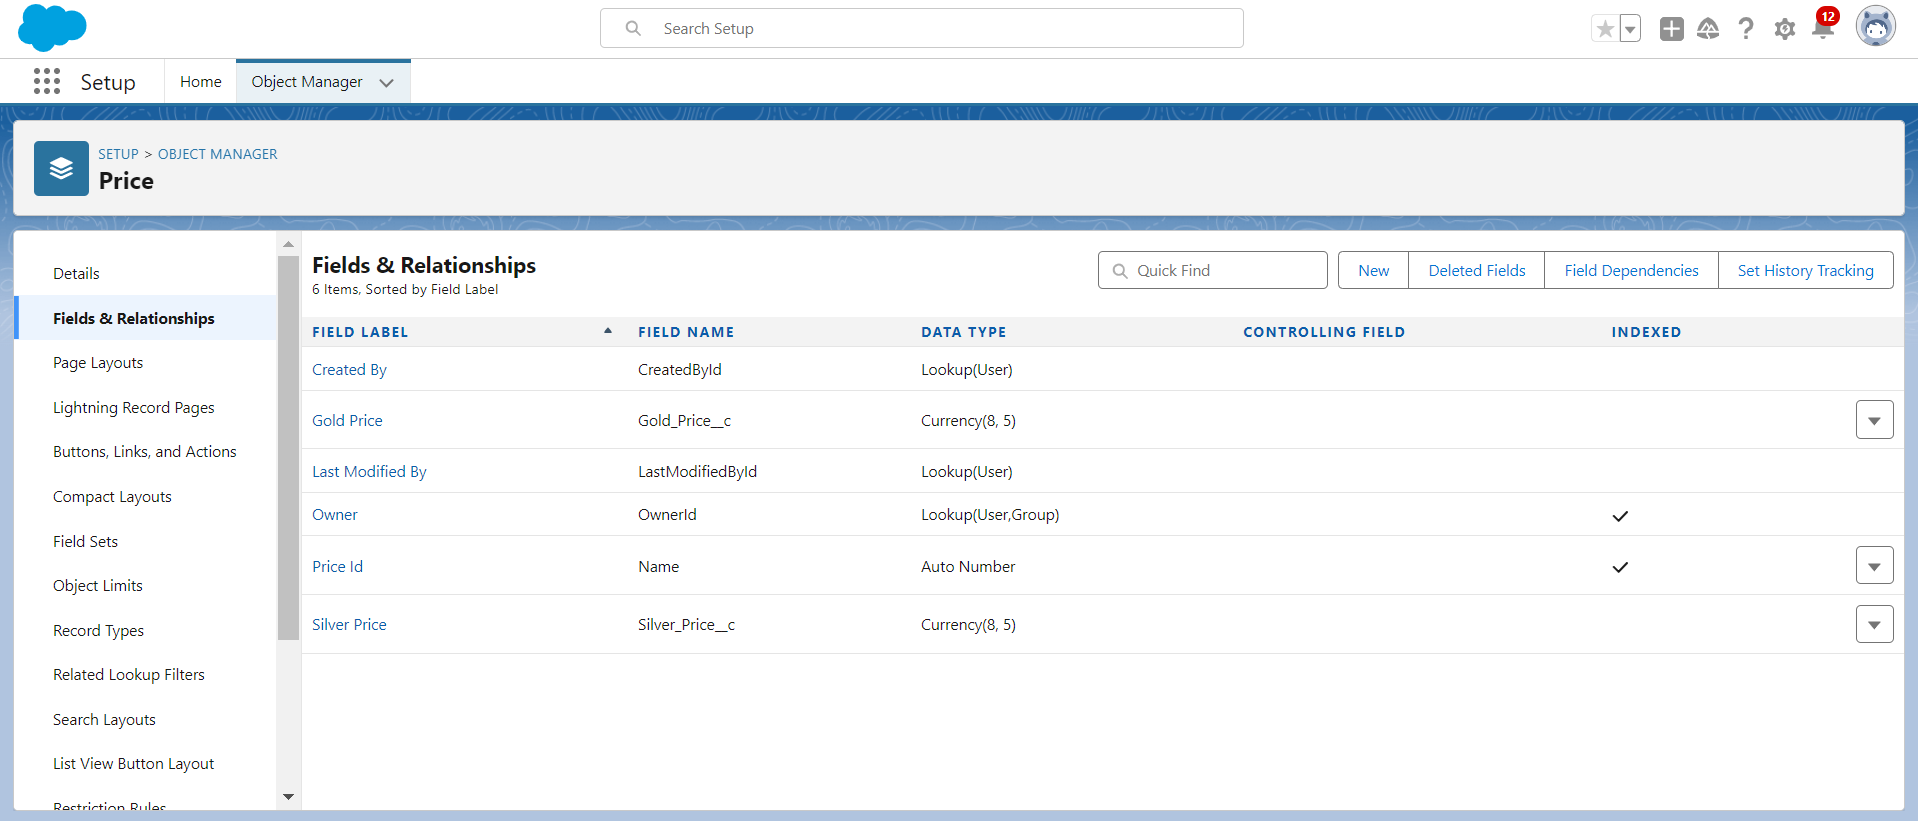 Search Setup
12
Setup
Home
Object Manager
SETUP > OBJECT MANAGER
Price
Details
Fields & Relationships
Page Layouts
Lightning Record Pages
Buttons, Links, and Actions
Compact Layouts
Field Sets
Object Limits
Record Types
Related Lookup Filters
Search Layouts
List View Button Layout
Restriction Rules
Fields & Relationships
6 Items, Sorted by Field Label
Quick Find
New
Deleted Fields
Field Dependencies
Set History Tracking
FIELD LABEL FIELD NAME DATA TYPE CONTROLLING FIELD INDEXED
Created By CreatedById Lookup(User)
Gold Price Gold_Price__c Currency(8, 5)
Last Modified By LastModifiedById Lookup(User)
Owner OwnerId Lookup(User,Group)
Price Id Name Auto Number
Silver Price Silver_Price__c Currency(8, 5)